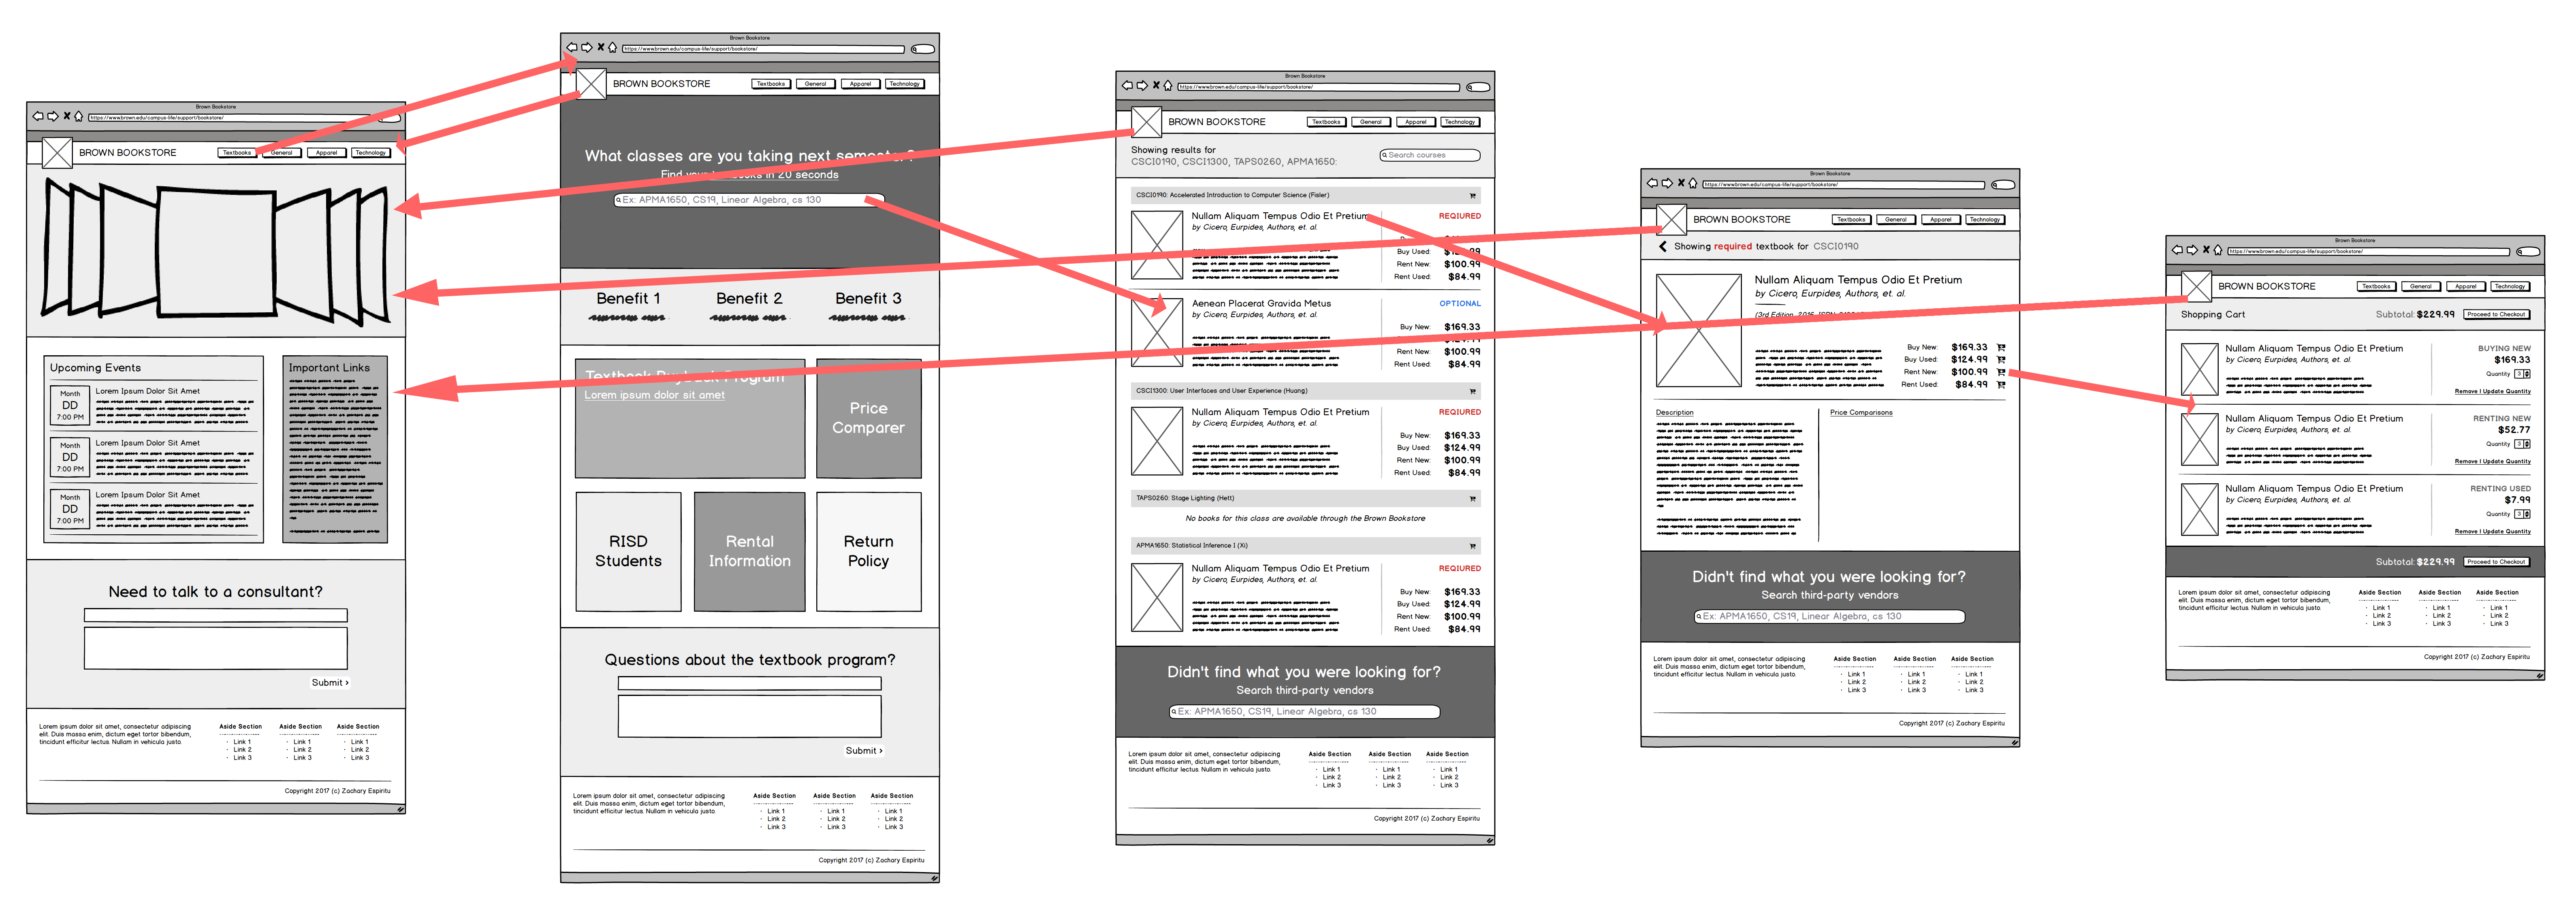 Brown Bookstore
https://www.brown.edu/campus-life/support/bookstore/
BROWN BOOKSTORE
Textbooks General Apparel Technology
Upcoming Events
Month
DD
7:00 PM
Lorem Ipsum Dolor Sit Amet
Month
DD
7:00 PM
Lorem Ipsum Dolor Sit Amet
Month
DD
7:00 PM
Lorem Ipsum Dolor Sit Amet
Important Links
Need to talk to a consultant?
Submit ›
Lorem ipsum dolor sit amet, consectetur adipiscing
elit. Duis massa enim, dictum eget tortor bibendum,
tincidunt efficitur lectus. Nullam in vehicula justo.
Aside Section Aside Section Aside Section
· Link 1 · Link 1 · Link 1
· Link 2 · Link 2 · Link 2
· Link 3 · Link 3 · Link 3
Copyright 2017 (c) Zachary Espiritu
Brown Bookstore
https://www.brown.edu/campus-life/support/bookstore/
BROWN BOOKSTORE
Textbooks General Apparel Technology
What classes are you taking next semester?
Find your textbooks in 20 seconds
Ex: APMA1650, CS19, Linear Algebra, cs 130
Benefit 1 Benefit 2 Benefit 3
Textbook Buyback Program
Lorem ipsum dolor sit amet
Price
Comparer
RISD
Students
Rental
Information
Return
Policy
Questions about the textbook program?
Submit ›
Lorem ipsum dolor sit amet, consectetur adipiscing
elit. Duis massa enim, dictum eget tortor bibendum,
tincidunt efficitur lectus. Nullam in vehicula justo.
Aside Section Aside Section Aside Section
· Link 1 · Link 1 · Link 1
· Link 2 · Link 2 · Link 2
· Link 3 · Link 3 · Link 3
Copyright 2017 (c) Zachary Espiritu
Brown Bookstore
https://www.brown.edu/campus-life/support/bookstore/
BROWN BOOKSTORE
Textbooks General Apparel Technology
Showing results for
CSCI0190, CSCI1300, TAPS0260, APMA1650:
Search courses
CSCI0190: Accelerated Introduction to Computer Science (Fisler)
Nullam Aliquam Tempus Odio Et Pretium
by Cicero, Euripides, Authors, et. al.
REQIURED
Buy Used:
Rent New: $100.99
Rent Used: $84.99
Aenean Placerat Gravida Metus
by Cicero, Eurpides, Authors, et. al.
OPTIONAL
Buy New: $169.33
Rent New: $100.99
Rent Used: $84.99
CSCI1300: User Interfaces and User Experience (Huang)
Nullam Aliquam Tempus Odio Et Pretium
by Cicero, Eurpides, Authors, et. al.
REQIURED
Buy New: $169.33
Buy Used: $124.99
Rent New: $100.99
Rent Used: $84.99
TAPS0260: Stage Lighting (Hett)
No books for this class are available through the Brown Bookstore
APMA1650: Statistical Inference I (Xi)
Nullam Aliquam Tempus Odio Et Pretium
by Cicero, Eurpides, Authors, et. al.
REQIURED
Buy New: $169.33
Buy Used: $124.99
Rent New: $100.99
Rent Used: $84.99
Didn't find what you were looking for?
Search third-party vendors
Ex: APMA1650, CS19, Linear Algebra, cs 130
Lorem ipsum dolor sit amet, consectetur adipiscing
elit. Duis massa enim, dictum eget tortor bibendum,
tincidunt efficitur lectus. Nullam in vehicula justo.
Aside Section Aside Section Aside Section
· Link 1 · Link 1 · Link 1
· Link 2 · Link 2 · Link 2
· Link 3 · Link 3 · Link 3
Copyright 2017 (c) Zachary Espiritu
Brown Bookstore
https://www.brown.edu/campus-life/support/bookstore/
BROWN BOOKSTORE
Textbooks General Apparel Technology
Showing required textbook for CSCI0190
Nullam Aliquam Tempus Odio Et Pretium
by Cicero, Eurpides, Authors, et. al.
(3rd Edition, 2016,
Buy New: $169.33
Buy Used: $124.99
Rent New: $100.99
Rent Used: $84.99
Description
Price Comparisons
Didn't find what you were looking for?
Search third-party vendors
Ex: APMA1650, CS19, Linear Algebra, cs 130
Lorem ipsum dolor sit amet, consectetur adipiscing
elit. Duis massa enim, dictum eget tortor bibendum,
tincidunt efficitur lectus. Nullam in vehicula justo.
Aside Section Aside Section Aside Section
· Link 1 · Link 1 · Link 1
· Link 2 · Link 2 · Link 2
· Link 3 · Link 3 · Link 3
Copyright 2017 (c) Zachary Espiritu
Brown Bookstore
https://www.brown.edu/campus-life/support/bookstore/
BROWN BOOKSTORE
Textbooks General Apparel Technology
Shopping Cart
Subtotal: $229.99 Proceed to Checkout
Nullam Aliquam Tempus Odio Et Pretium
by Cicero, Eurpides, Authors, et. al.
BUYING NEW
$169.33
Quantity 3
Remove | Update Quantity
Nullam Aliquam Tempus Odio Et Pretium
by Cicero, Eurpides, Authors, et. al.
RENTING NEW
$52.77
Quantity 3
Remove | Update Quantity
Nullam Aliquam Tempus Odio Et Pretium
by Cicero, Eurpides, Authors, et. al.
RENTING USED
$7.99
Quantity 3
Remove | Update Quantity
Subtotal: $229.99 Proceed to Checkout
Lorem ipsum dolor sit amet, consectetur adipiscing
elit. Duis massa enim, dictum eget tortor bibendum,
tincidunt efficitur lectus. Nullam in vehicula justo.
Aside Section Aside Section Aside Section
· Link 1 · Link 1 · Link 1
· Link 2 · Link 2 · Link 2
· Link 3 · Link 3 · Link 3
Copyright 2017 (c) Zachary Espiritu